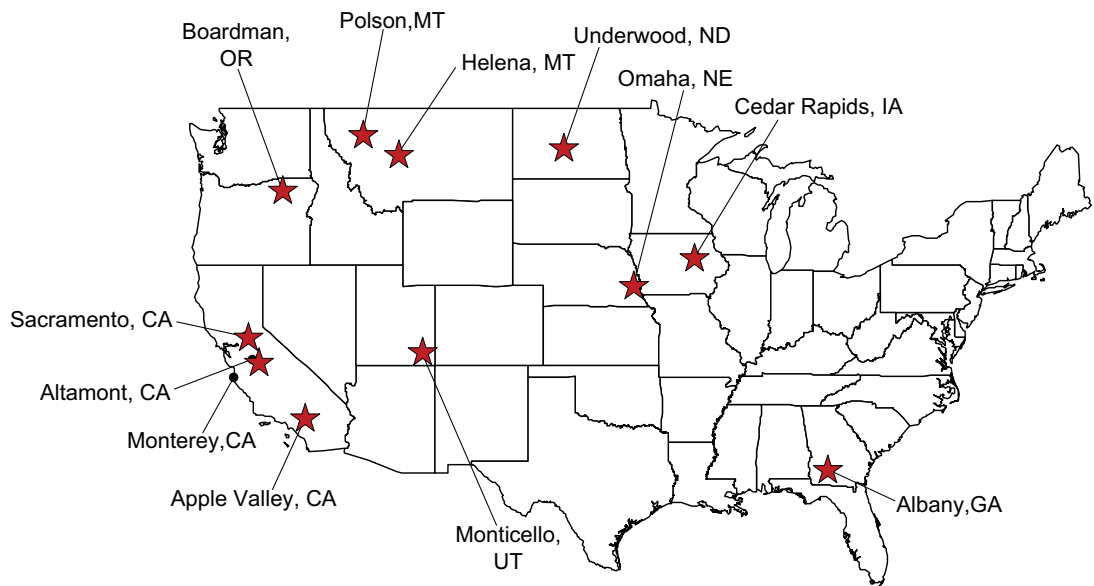 Polson,MT
Boardman,
OR
Underwood, ND
Helena, MT
Omaha, NE
Cedar Rapids, IA
Sacramento, CA
Altamont, CA
Monterey,CA
Apple Valley, CA
Monticello,
UT
Albany,GA